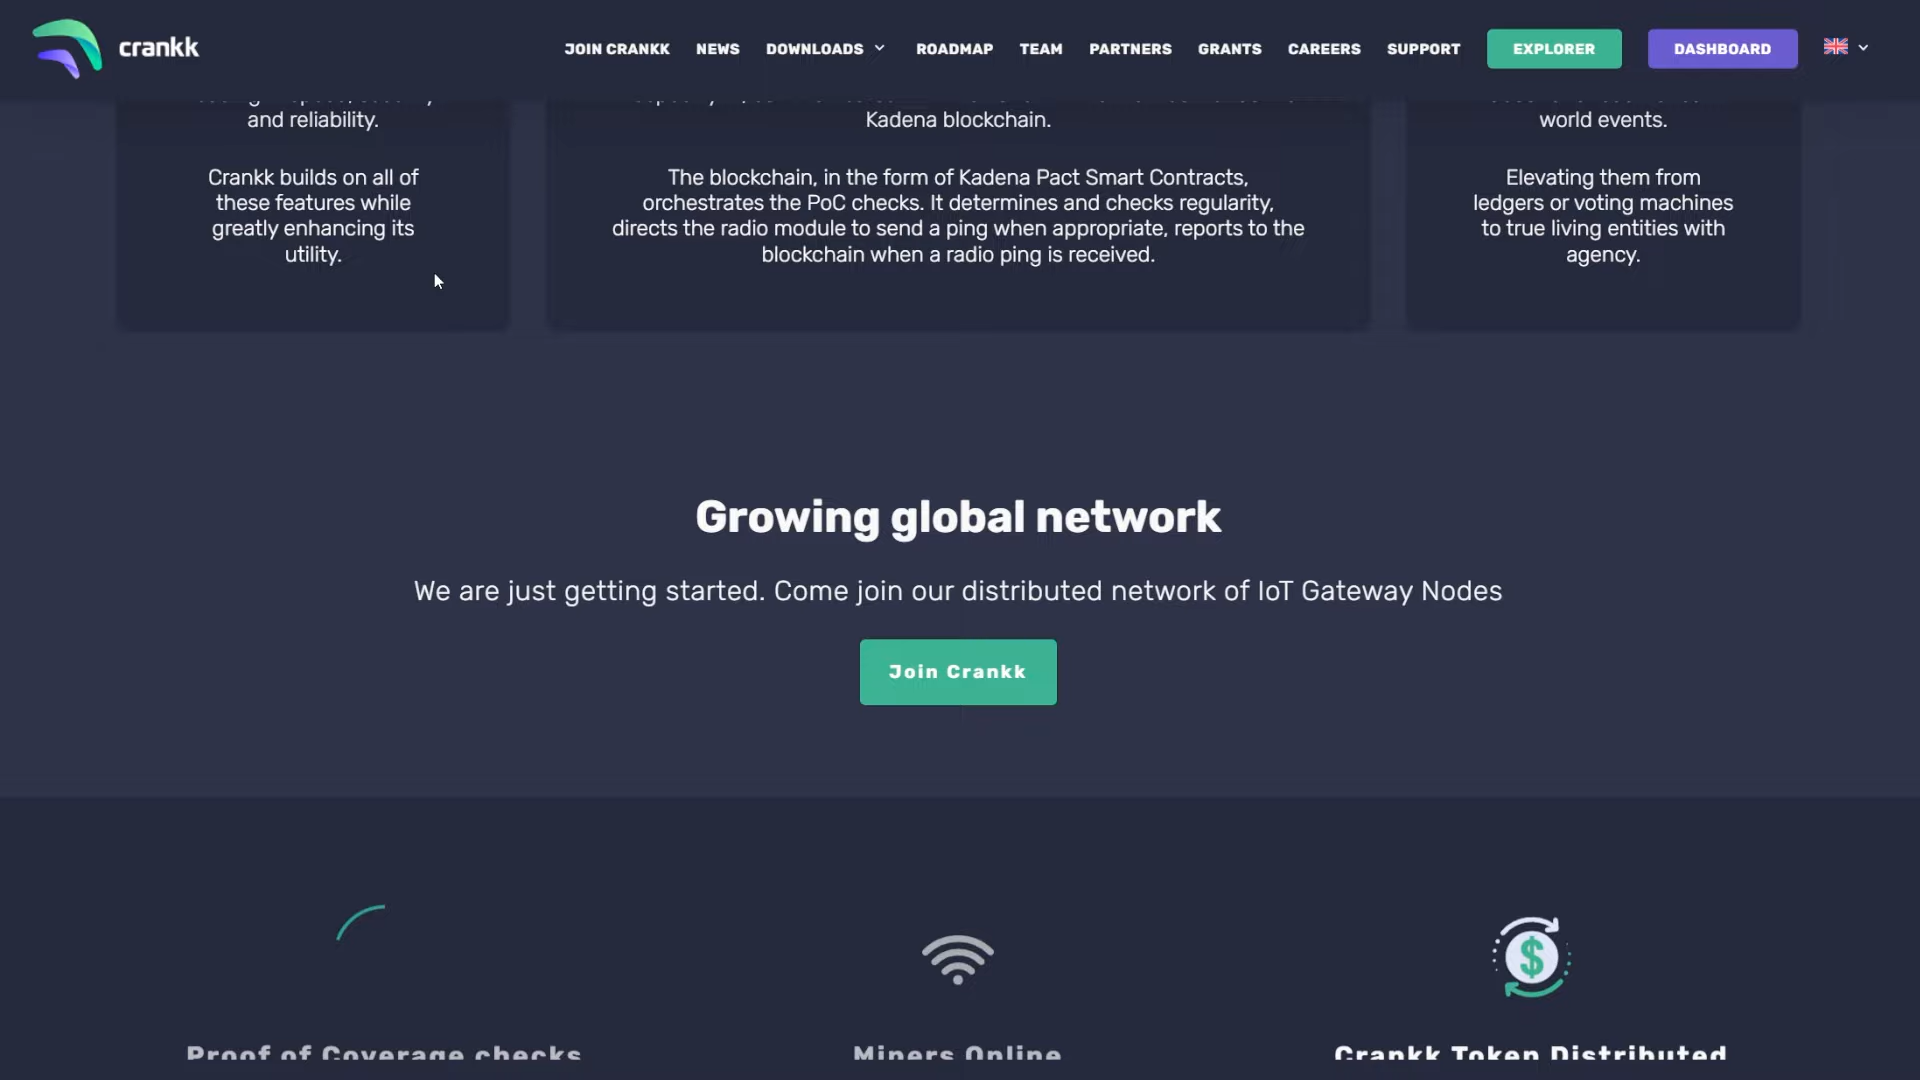 crankk
JOIN CRANKK NEWS DOWNLOADS ROADMAP TEAM PARTNERS GRANTS CAREERS SUPPORT EXPLORER DASHBOARD
and reliability.
Crankk builds on all of
these features while
greatly enhancing its
utility.
Kadena blockchain.
The blockchain, in the form of Kadena Pact Smart Contracts,
orchestrates the PoC checks. It determines and checks regularity,
directs the radio module to send a ping when appropriate, reports to the
blockchain when a radio ping is received.
world events.
Elevating them from
ledgers or voting machines
to true living entities with
agency.
Growing global network
We are just getting started. Come join our distributed network of IoT Gateway Nodes
Join Crankk
Proof of Coverage checks
Miners Online
Crankk Token Distributed